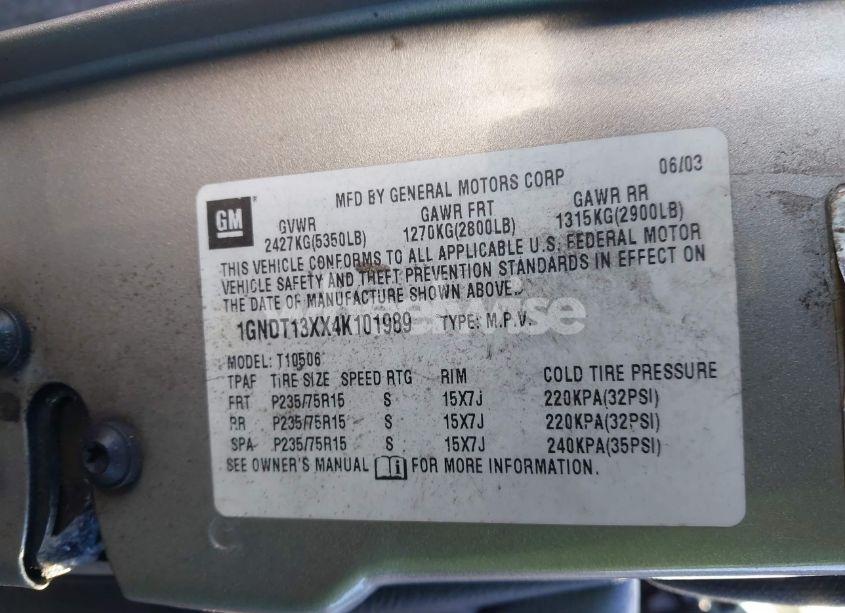 06/03
MFD BY GENERAL MOTORS CORP
GM
GVWR GAWR FRT GAWR RR
2427KG(5350LB) 1270KG(2800LB) 1315KG(2900LB)
THIS VEHICLE CONFORMS TO ALL APPLICABLE U.S. FEDERAL MOTOR
VEHICLE SAFETY AND THEFT PREVENTION STANDARDS IN EFFECT ON
THE DATE OF MANUFACTURE SHOWN ABOVE.
1GNDT13XX4K101989 TYPE: M.P.V.
MODEL: T10506
TPAF TIRE SIZE SPEED RTG RIM COLD TIRE PRESSURE
FRT P235/75R15 S 15X7J 220KPA(32PSI)
RR P235/75R15 S 15X7J 220KPA(32PSI)
SPA P235/75R15 S 15X7J 240KPA(35PSI)
SEE OWNER'S MANUAL FOR MORE INFORMATION.